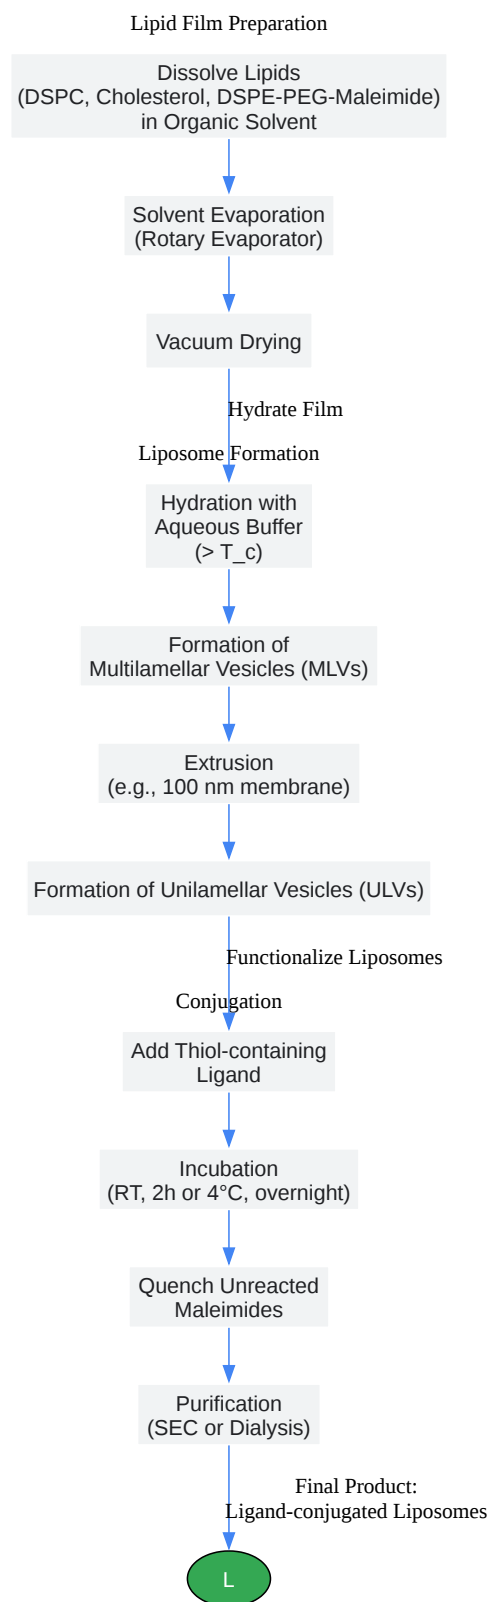 Lipid Film Preparation
Dissolve Lipids
(DSPC, Cholesterol, DSPE-PEG-Maleimide)
in Organic Solvent
Solvent Evaporation
(Rotary Evaporator)
Vacuum Drying
Hydrate Film
Liposome Formation
Hydration with
Aqueous Buffer
(> T_c)
Formation of
Multilamellar Vesicles (MLVs)
Extrusion
(e.g., 100 nm membrane)
Formation of Unilamellar Vesicles (ULVs)
Functionalize Liposomes
Conjugation
Add Thiol-containing
Ligand
Incubation
(RT, 2h or 4°C, overnight)
Quench Unreacted
Maleimides
Purification
(SEC or Dialysis)
Final Product:
Ligand-conjugated Liposomes
L